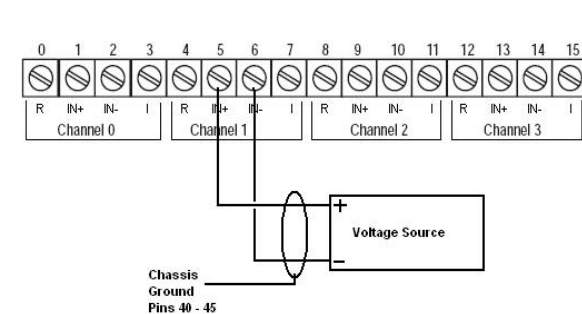 0 1 2 3 4 5 6 7 8 9 10 11 12 13 14 15
R IN+ IN- I R IN+ IN- I R IN+ IN- I R IN+ IN- I
Channel 0 Channel 1 Channel 2 Channel 3
+
Voltage Source
−
Chassis
Ground
Pins 40 - 45